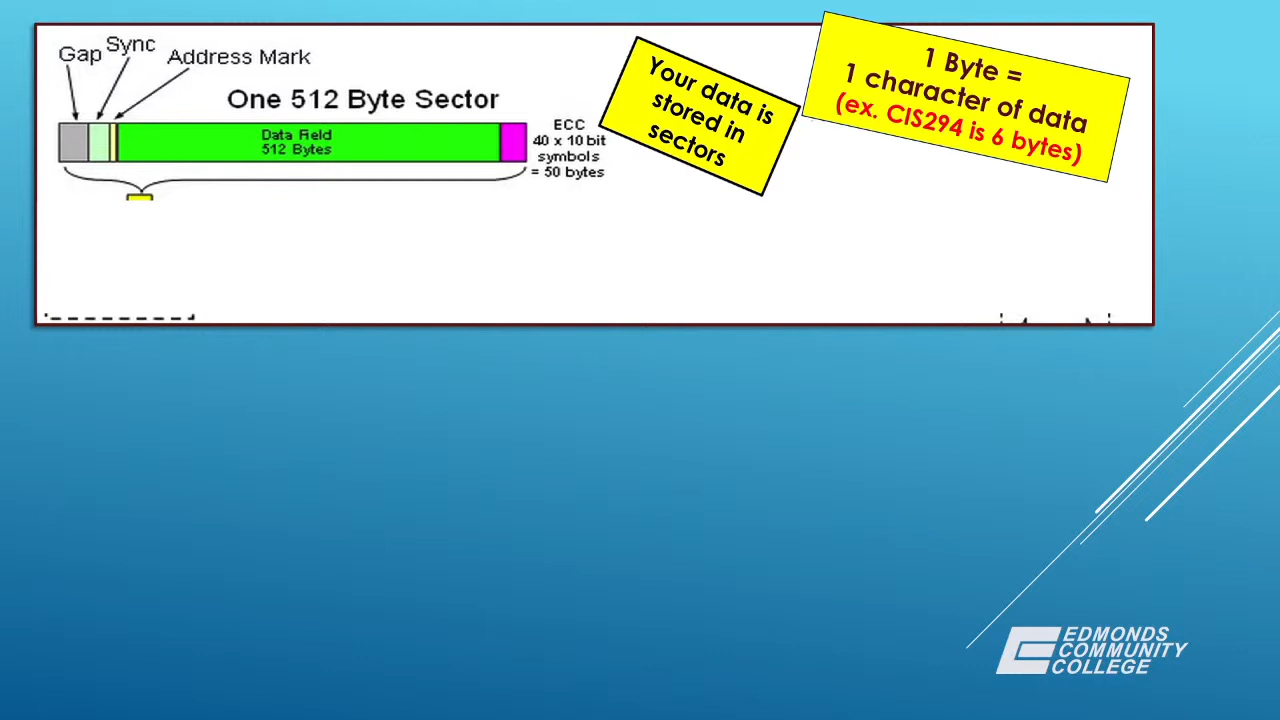 Gap
Sync
Address Mark
One 512 Byte Sector
Data Field
512 Bytes
ECC
40 x 10 bit
symbols
= 50 bytes
Your data is
stored in
sectors
1 Byte =
1 character of data
(ex. CIS294 is 6 bytes)
EDMONDS
COMMUNITY
COLLEGE